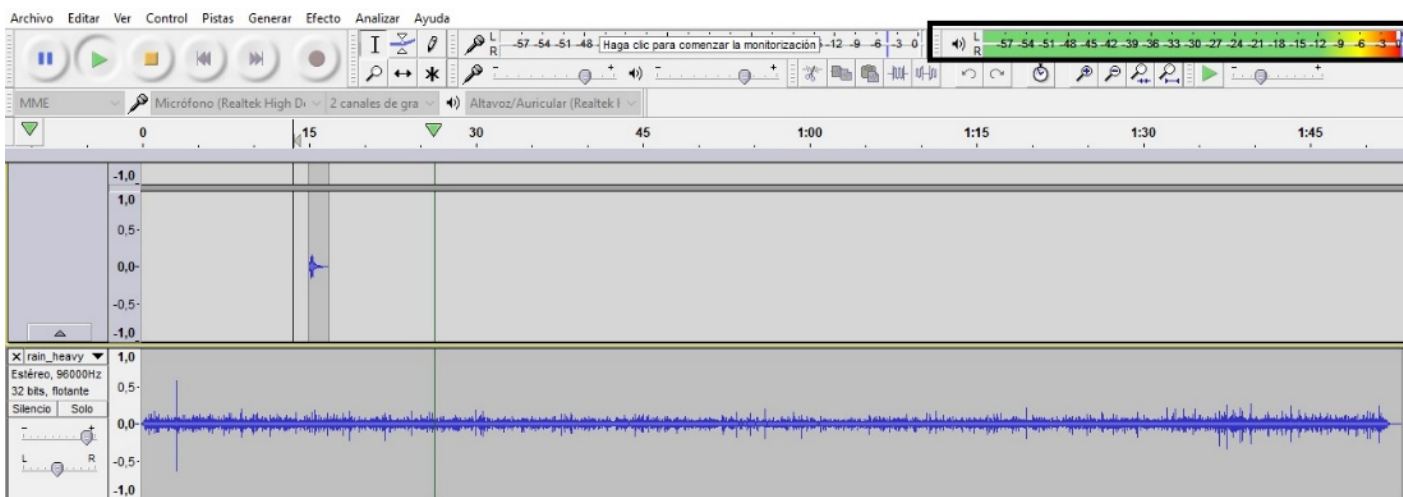 Archivo Editar Ver Control Pistas Generar Efecto Analizar Ayuda
L
R
-57 -54 -51 -48 Haga clic para comenzar la monitorización -12 -9 -6 -3 0
L
R
-57 -54 -51 -48 -45 -42 -39 -36 -33 -30 -27 -24 -21 -18 -15 -12 -9 -6 -3
- + - + - +
MME Micrófono (Realtek High De 2 canales de gra Altavoz/Auricular (Realtek
0 15 30 45 1:00 1:15 1:30 1:45
-1,0
1,0
0,5-
0,0-
-0,5-
-1,0
X rain_heavy 1,0
Estéreo, 96000Hz
32 bits, flotante 0,5-
Silencio Solo
- + 0,0-
L R -0,5-
-1,0